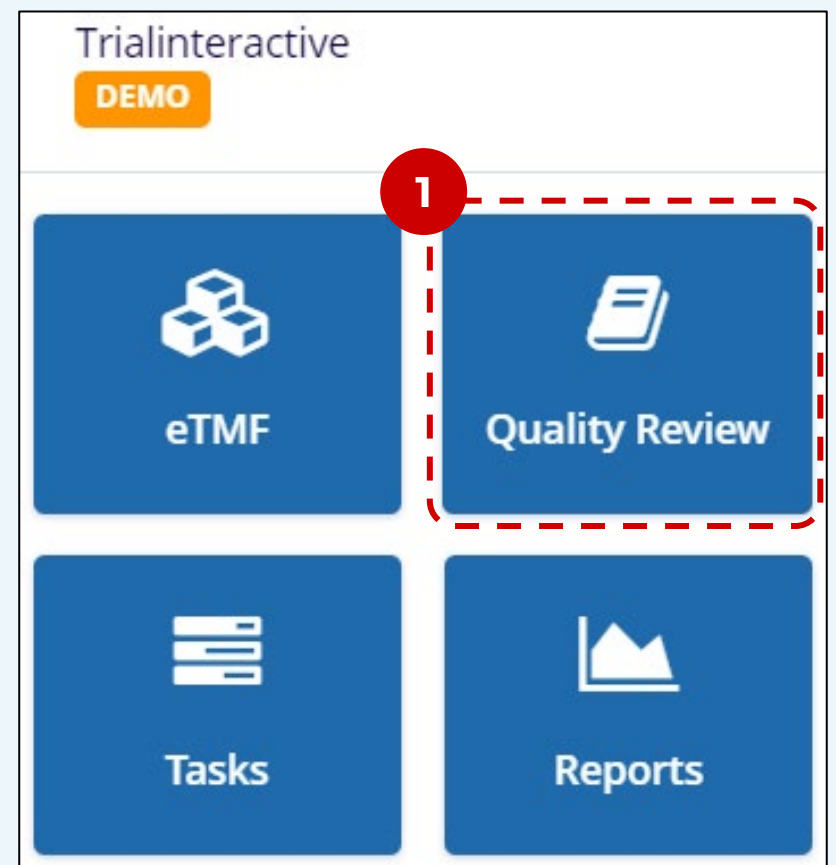 Trialinteractive
DEMO
1
eTMF
Quality Review
Tasks
Reports